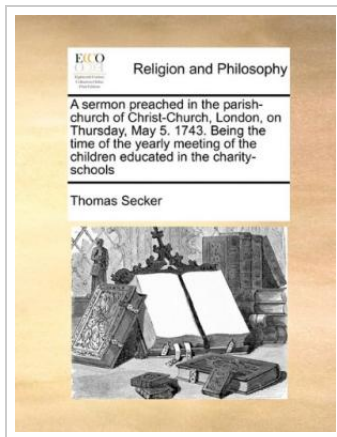 ECCO
Religion and Philosophy
A sermon preached in the parish-
church of Christ-Church, London, on
Thursday, May 5. 1743. Being the
time of the yearly meeting of the
children educated in the charity-
schools
Thomas Secker